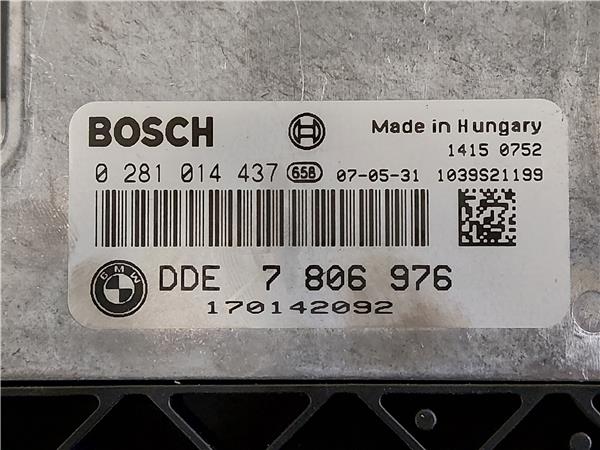 BOSCH Made in Hungary
1415 0752
0 281 014 437 658 07-05-31 1039S21199
BMW DDE 7 806 976
170142092